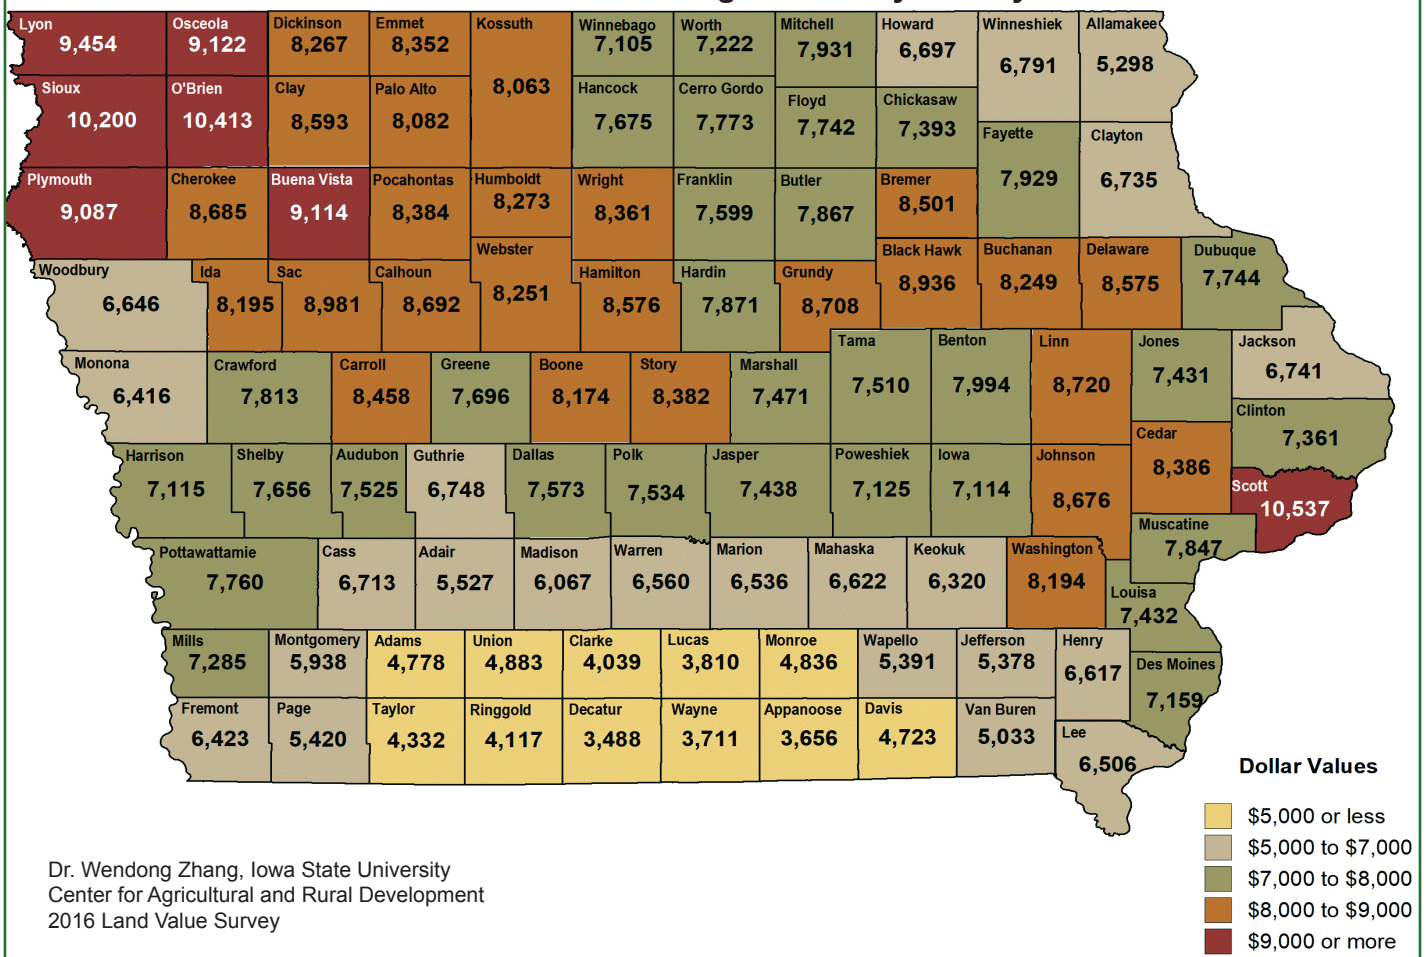 Lyon
9,454
Osceola
9,122
Dickinson
8,267
Emmet
8,352
Kossuth
8,063
Winnebago
7,105
Worth
7,222
Mitchell
7,931
Howard
6,697
Winneshiek
6,791
Allamakee
5,298
Sioux
10,200
O'Brien
10,413
Clay
8,593
Palo Alto
8,082
Hancock
7,675
Cerro Gordo
7,773
Floyd
7,742
Chickasaw
7,393
Fayette
7,929
Clayton
6,735
Plymouth
9,087
Cherokee
8,685
Buena Vista
9,114
Pocahontas
8,384
Humboldt
8,273
Wright
8,361
Franklin
7,599
Butler
7,867
Bremer
8,501
Woodbury
6,646
Ida
8,195
Sac
8,981
Calhoun
8,692
Webster
8,251
Hamilton
8,576
Hardin
7,871
Grundy
8,708
Black Hawk
8,936
Buchanan
8,249
Delaware
8,575
Dubuque
7,744
Monona
6,416
Crawford
7,813
Carroll
8,458
Greene
7,696
Boone
8,174
Story
8,382
Marshall
7,471
Tama
7,510
Benton
7,994
Linn
8,720
Jones
7,431
Jackson
6,741
Clinton
7,361
Harrison
7,115
Shelby
7,656
Audubon
7,525
Guthrie
6,748
Dallas
7,573
Polk
7,534
Jasper
7,438
Poweshiek
7,125
Iowa
7,114
Johnson
8,676
Cedar
8,386
Scott
10,537
Muscatine
7,847
Pottawattamie
7,760
Cass
6,713
Adair
5,527
Madison
6,067
Warren
6,560
Marion
6,536
Mahaska
6,622
Keokuk
6,320
Washington
8,194
Louisa
7,432
Mills
7,285
Montgomery
5,938
Adams
4,778
Union
4,883
Clarke
4,039
Lucas
3,810
Monroe
4,836
Wapello
5,391
Jefferson
5,378
Henry
6,617
Des Moines
7,159
Fremont
6,423
Page
5,420
Taylor
4,332
Ringgold
4,117
Decatur
3,488
Wayne
3,711
Appanoose
3,656
Davis
4,723
Van Buren
5,033
Lee
6,506
Dollar Values
$5,000 or less
$5,000 to $7,000
$7,000 to $8,000
$8,000 to $9,000
$9,000 or more
Dr. Wendong Zhang, Iowa State University
Center for Agricultural and Rural Development
2016 Land Value Survey